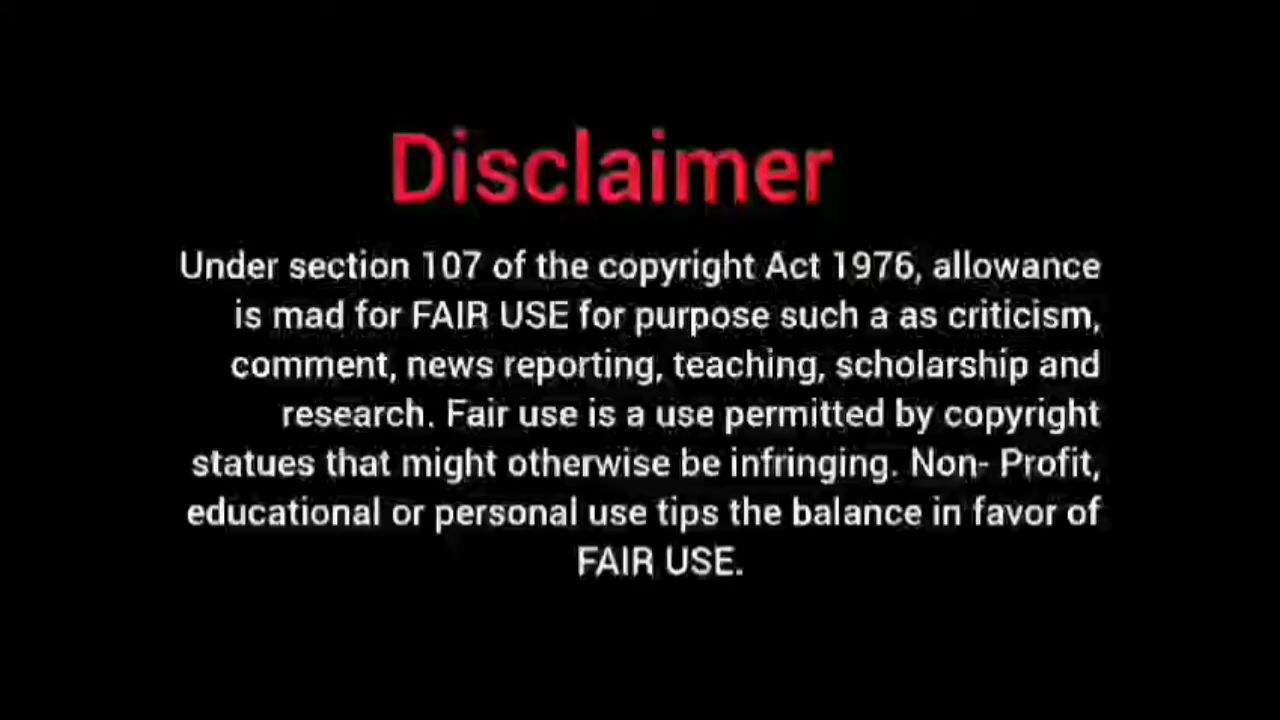 Disclaimer
Under section 107 of the copyright Act 1976, allowance
is mad for FAIR USE for purpose such a as criticism,
comment, news reporting, teaching, scholarship and
research. Fair use is a use permitted by copyright
statues that might otherwise be infringing. Non- Profit,
educational or personal use tips the balance in favor of
FAIR USE.